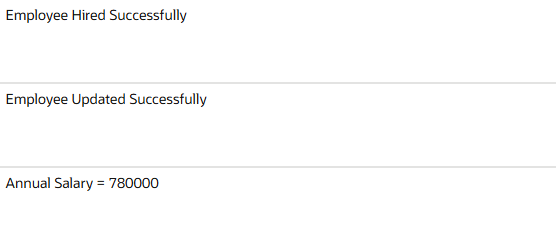 Employee Hired Successfully
Employee Updated Successfully
Annual Salary = 780000